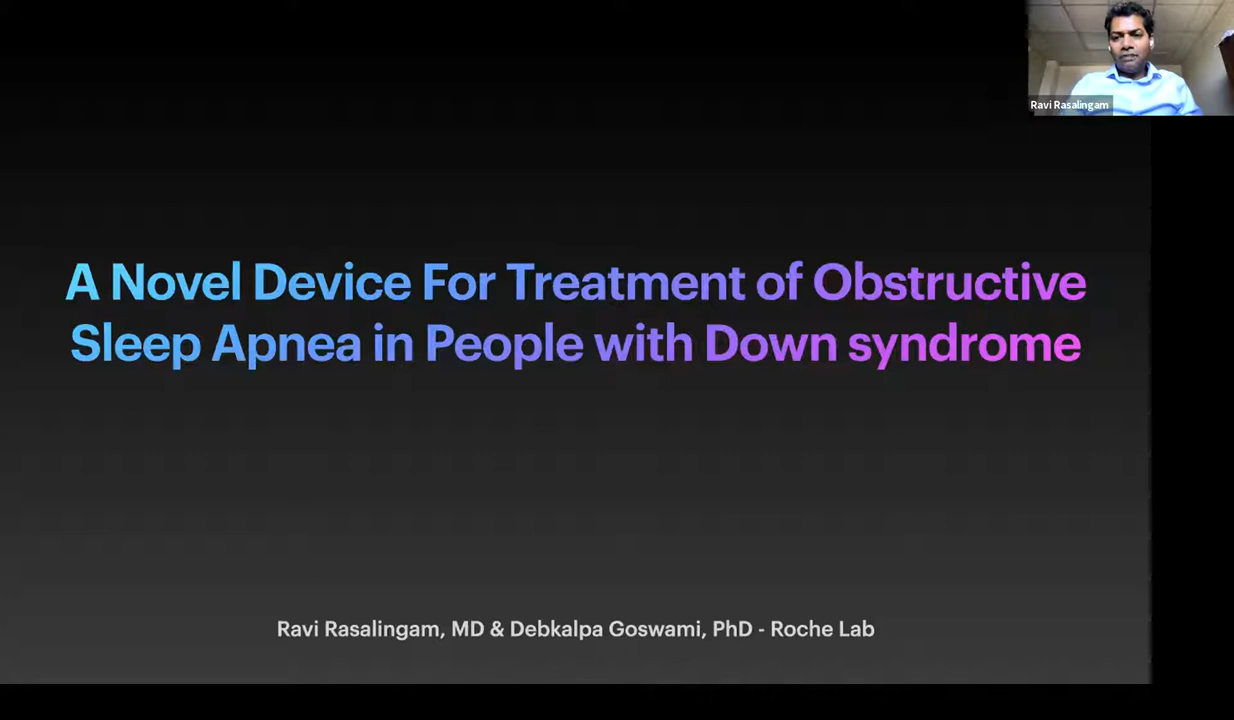 Ravi Rasalingam
A Novel Device For Treatment of Obstructive
Sleep Apnea in People with Down syndrome
Ravi Rasalingam, MD & Debkalpa Goswami, PhD - Roche Lab